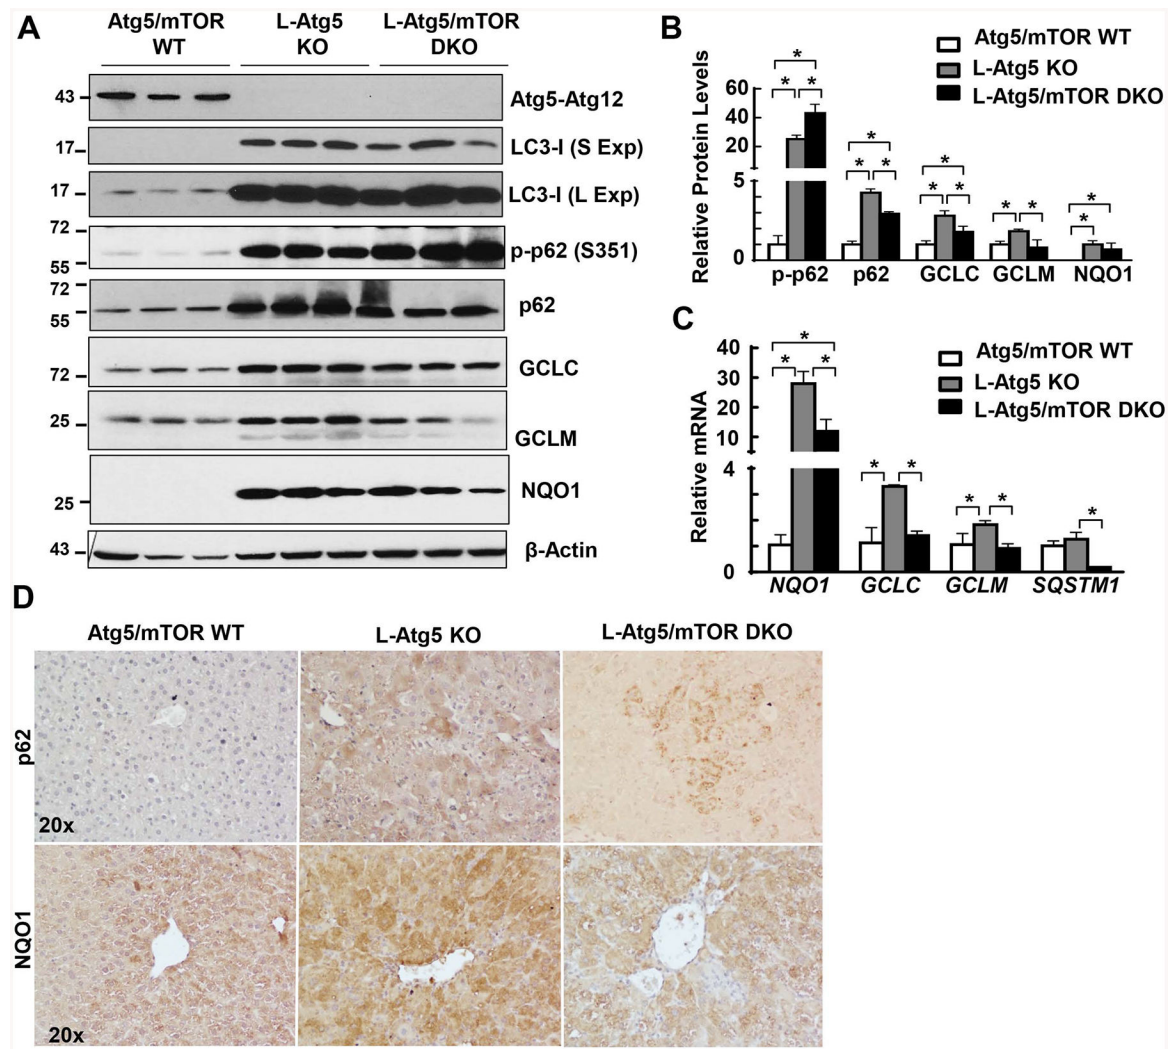 A
Atg5/mTOR
WT
L-Atg5
KO
L-Atg5/mTOR
DKO
43
Atg5-Atg12
17
LC3-I (S Exp)
17
LC3-I (L Exp)
72
55
p-p62 (S351)
72
55
p62
72
GCLC
25
GCLM
25
NQO1
43
β-Actin
B
Atg5/mTOR WT
L-Atg5 KO
L-Atg5/mTOR DKO
Relative Protein Levels
60
40
20
5
0
* * *
* * *
* * *
* *
* *
p-p62 p62 GCLC GCLM NQO1
C
Atg5/mTOR WT
L-Atg5 KO
L-Atg5/mTOR DKO
Relative mRNA
40
30
20
10
4
0
* * *
* *
* *
*
NQO1 GCLC GCLM SQSTM1
D
Atg5/mTOR WT L-Atg5 KO L-Atg5/mTOR DKO
p62
20x
NQO1
20x